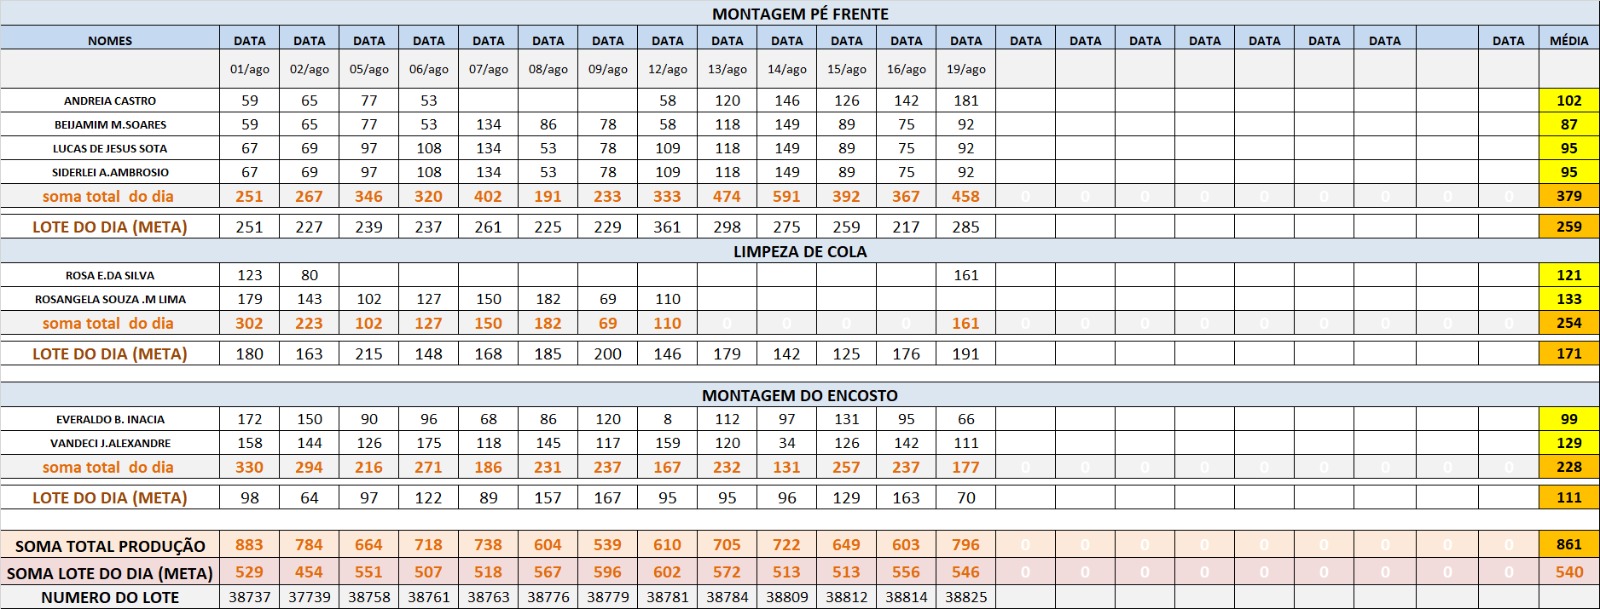 MONTAGEM PÉ FRENTE
NOMES DATA DATA DATA DATA DATA DATA DATA DATA DATA DATA DATA DATA DATA DATA DATA DATA DATA DATA DATA DATA DATA MÉDIA
01/ago 02/ago 05/ago 06/ago 07/ago 08/ago 09/ago 12/ago 13/ago 14/ago 15/ago 16/ago 19/ago
ANDREIA CASTRO 59 65 77 53 58 120 146 126 142 181 102
BEIJAMIM M.SOARES 59 65 77 53 134 86 78 58 118 149 89 75 92 87
LUCAS DE JESUS SOTA 67 69 97 108 134 53 78 109 118 149 89 75 92 95
SIDERLEI A.AMBROSIO 67 69 97 108 134 53 78 109 118 149 89 75 92 95
soma total do dia 251 267 346 320 402 191 233 333 474 591 392 367 458 0 0 0 0 0 0 0 0 0 379
LOTE DO DIA (META) 251 227 239 237 261 225 229 361 298 275 259 217 285 259
LIMPEZA DE COLA
ROSA E.DA SILVA 123 80 161 121
ROSANGELA SOUZA .M LIMA 179 143 102 127 150 182 69 110 133
soma total do dia 302 223 102 127 150 182 69 110 0 0 0 0 161 0 0 0 0 0 0 0 0 0 254
LOTE DO DIA (META) 180 163 215 148 168 185 200 146 179 142 125 176 191 171
MONTAGEM DO ENCOSTO
EVERALDO B. INACIA 172 150 90 96 68 86 120 8 112 97 131 95 66 99
VANDECI J.ALEXANDRE 158 144 126 175 118 145 117 159 120 34 126 142 111 129
soma total do dia 330 294 216 271 186 231 237 167 232 131 257 237 177 0 0 0 0 0 0 0 0 0 228
LOTE DO DIA (META) 98 64 97 122 89 157 167 95 95 96 129 163 70 111
SOMA TOTAL PRODUÇÃO 883 784 664 718 738 604 539 610 705 722 649 603 796 0 0 0 0 0 0 0 0 0 861
SOMA LOTE DO DIA (META) 529 454 551 507 518 567 596 602 572 513 513 556 546 0 0 0 0 0 0 0 0 0 540
NUMERO DO LOTE 38737 37739 38758 38761 38763 38776 38779 38781 38784 38809 38812 38814 38825